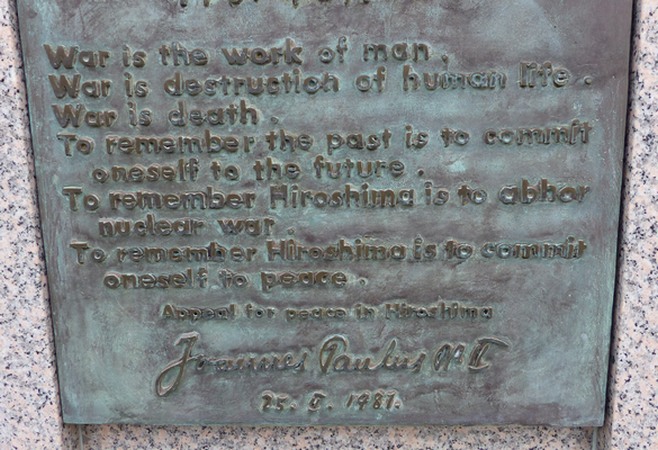 War is the work of man.
War is destruction of human life.
War is death.
To remember the past is to commit
oneself to the future.
To remember Hiroshima is to abhor
nuclear war.
To remember Hiroshima is to commit
oneself to peace.
Appeal for peace in Hiroshima
Joannes Paulus PP. II
25. II. 1981.